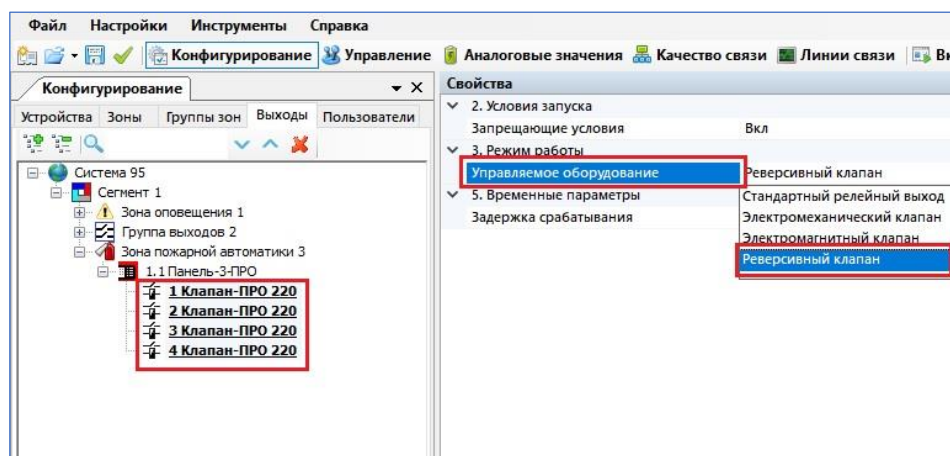 Файл Настройки Инструменты Справка
Конфигурирование Управление Аналоговые значения Качество связи Линии связи
Конфигурирование
Устройства Зоны Группы зон Выходы Пользователи
Система 95
Сегмент 1
Зона оповещения 1
Группа выходов 2
Зона пожарной автоматики 3
1.1 Панель-3-ПРО
1 Клапан-ПРО 220
2 Клапан-ПРО 220
3 Клапан-ПРО 220
4 Клапан-ПРО 220
Свойства
2. Условия запуска
Запрещающие условия Вкл
3. Режим работы
Управляемое оборудование Реверсивный клапан
5. Временные параметры
Задержка срабатывания
Стандартный релейный выход
Электромеханический клапан
Электромагнитный клапан
Реверсивный клапан